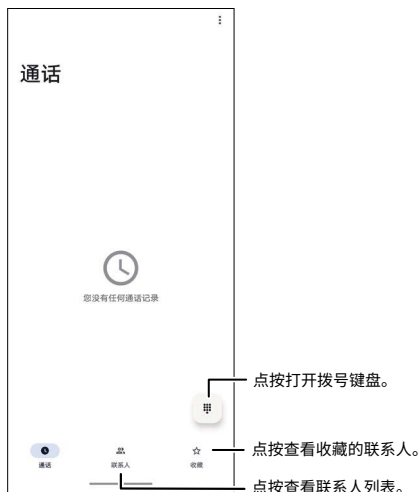 通话
您没有任何通话记录
点按打开拨号键盘。
通话
联系人
收藏
点按查看收藏的联系人。
点按查看联系人列表。